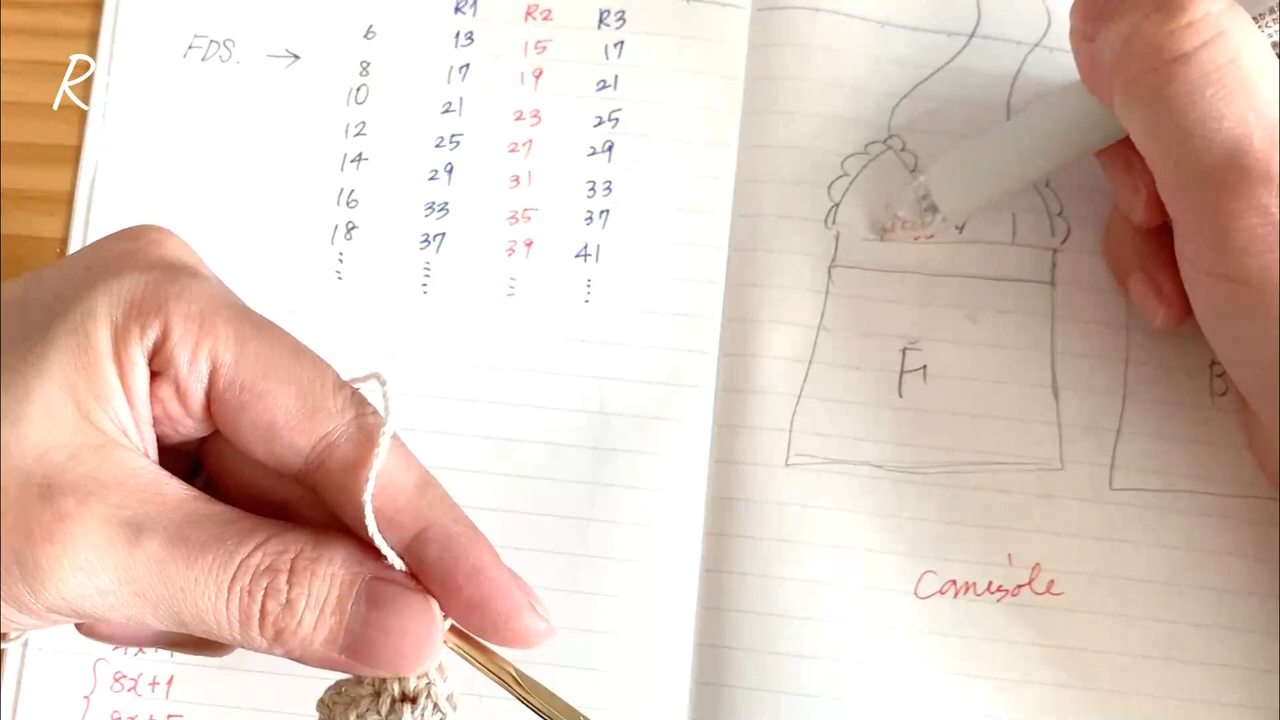 R
R1 R2 R3
FDS. → 6 13 15 17
8 17 19 21
10 21 23 25
12 25 27 29
14 29 31 33
16 33 35 37
18 37 39 41
F
B
Camisole
8x+1